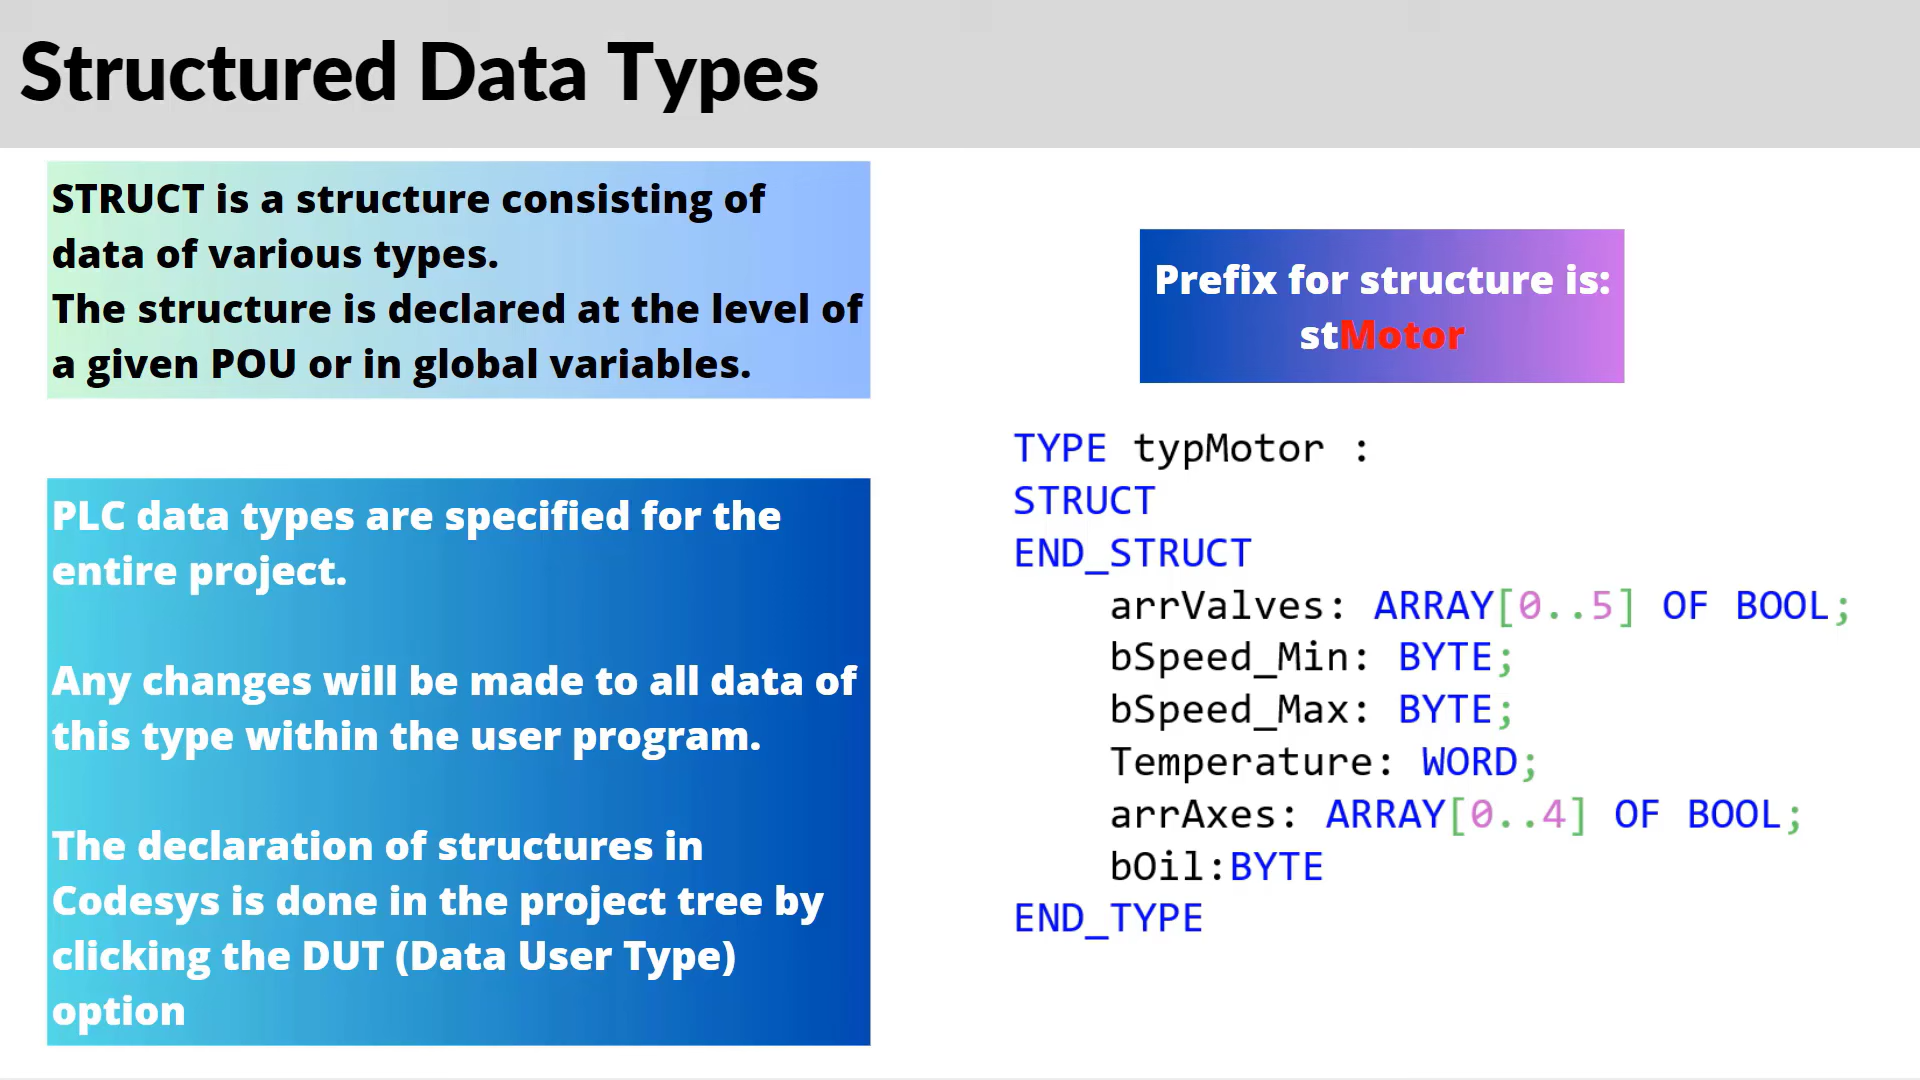 Structured Data Types
STRUCT is a structure consisting of
data of various types.
The structure is declared at the level of
a given POU or in global variables.
PLC data types are specified for the
entire project.
Any changes will be made to all data of
this type within the user program.
The declaration of structures in
Codesys is done in the project tree by
clicking the DUT (Data User Type)
option
Prefix for structure is:
stMotor
TYPE typMotor :
STRUCT
END_STRUCT
arrValves: ARRAY[0..5] OF BOOL;
bSpeed_Min: BYTE;
bSpeed_Max: BYTE;
Temperature: WORD;
arrAxes: ARRAY[0..4] OF BOOL;
bOil:BYTE
END_TYPE